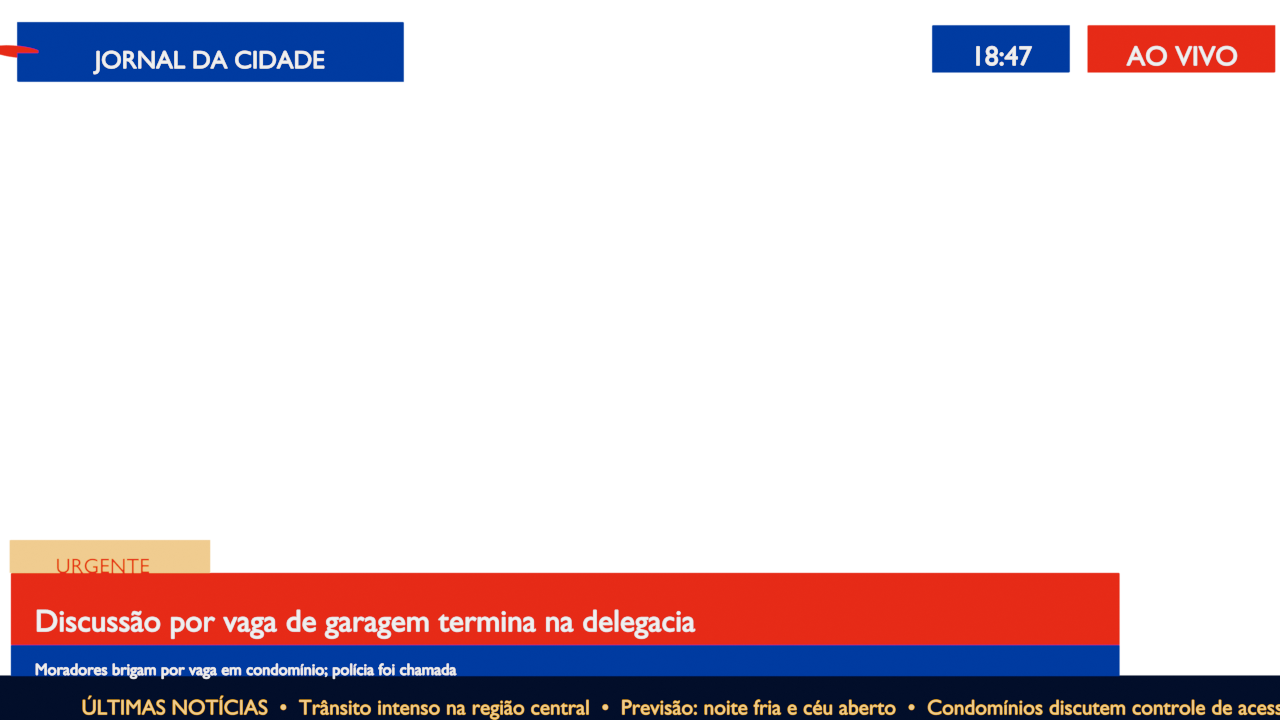 JORNAL DA CIDADE
18:47
AO VIVO
URGENTE
Discussão por vaga de garagem termina na delegacia
Moradores brigam por vaga em condomínio; polícia foi chamada
ÚLTIMAS NOTÍCIAS • Trânsito intenso na região central • Previsão: noite fria e céu aberto • Condomínios discutem controle de acess